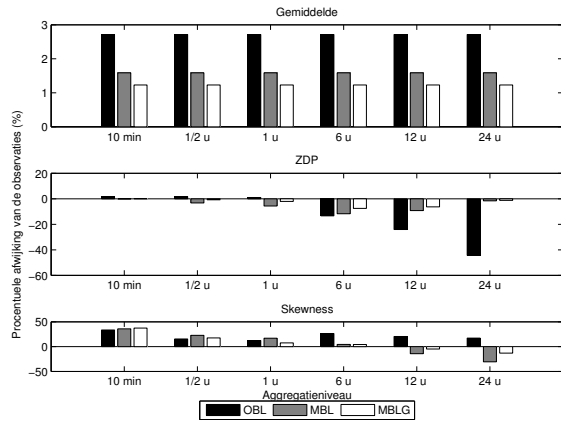 Gemiddelde
3
2
1
0
10 min 1/2 u 1 u 6 u 12 u 24 u
Procentuele afwijking van de observaties (%)
ZDP
20
0
−20
−40
−60
10 min 1/2 u 1 u 6 u 12 u 24 u
Skewness
50
0
−50
10 min 1/2 u 1 u 6 u 12 u 24 u
Aggregatieniveau
OBL MBL MBLG